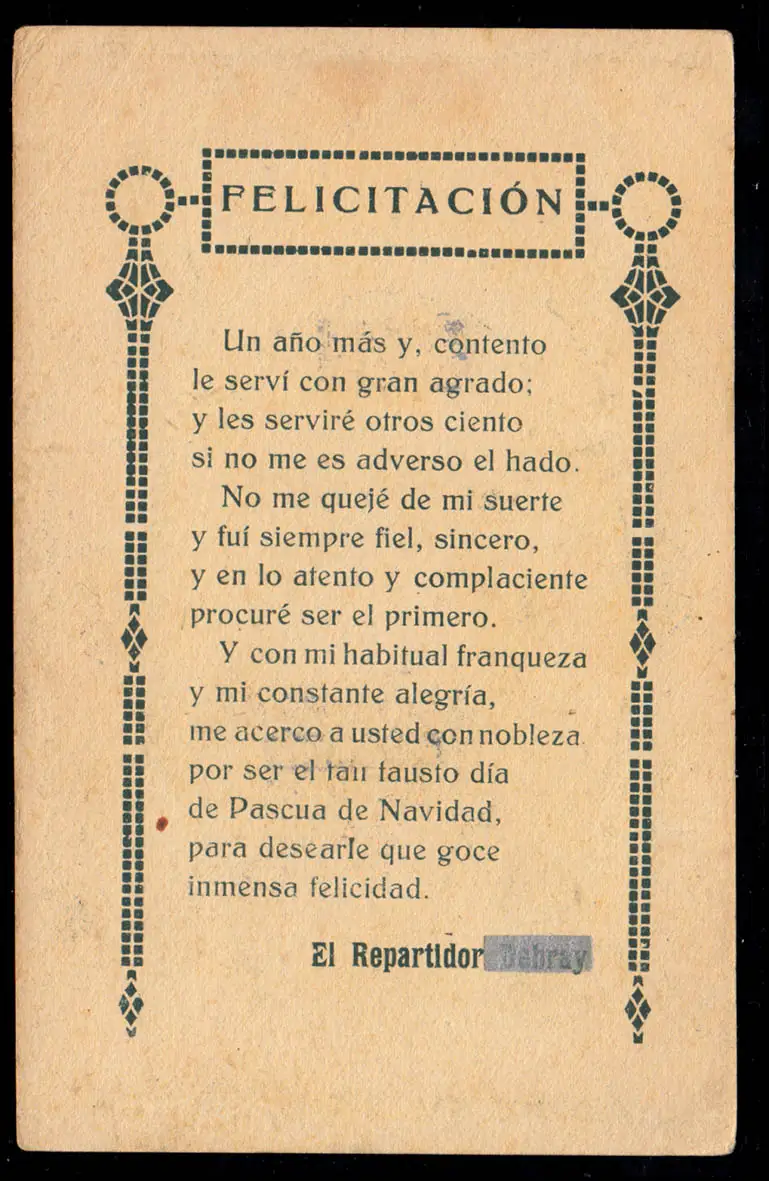 FELICITACIÓN
Un año más y, contento
le serví con gran agrado;
y les serviré otros ciento
si no me es adverso el hado.
No me quejé de mi suerte
y fuí siempre fiel, sincero,
y en lo atento y complaciente
procuré ser el primero.
Y con mi habitual franqueza
y mi constante alegría,
me acerco a usted con nobleza
por ser el tan fausto día
de Pascua de Navidad,
para desearle que goce
inmensa felicidad.
El Repartidor